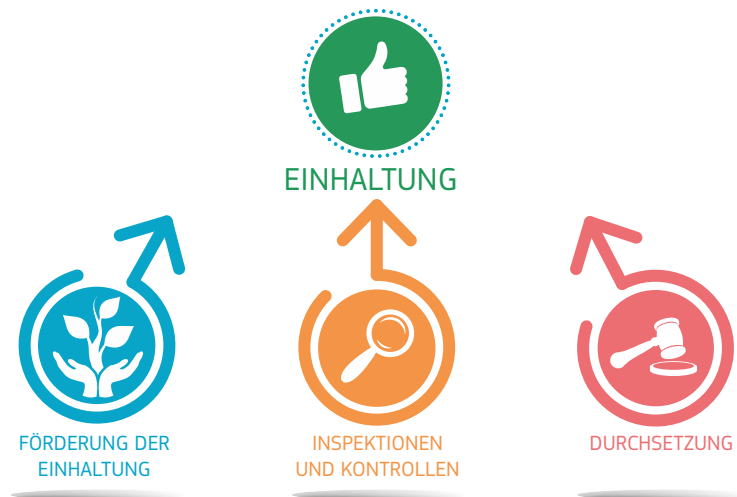 EINHALTUNG
FÖRDERUNG DER
EINHALTUNG
INSPEKTIONEN
UND KONTROLLEN
DURCHSETZUNG